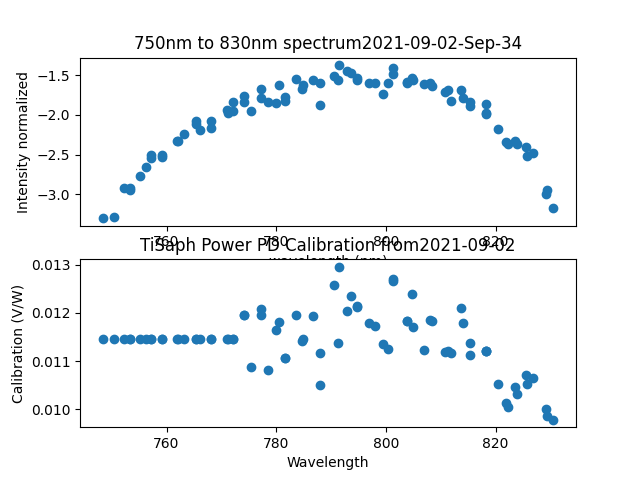 750nm to 830nm spectrum2021-09-02-Sep-34
Intensity normalized
−1.5
−2.0
−2.5
−3.0
760 780 800 820
wavelength (nm)
TiSaph Power PD Calibration from2021-09-02
Calibration (V/W)
0.013
0.012
0.011
0.010
760 780 800 820
Wavelength